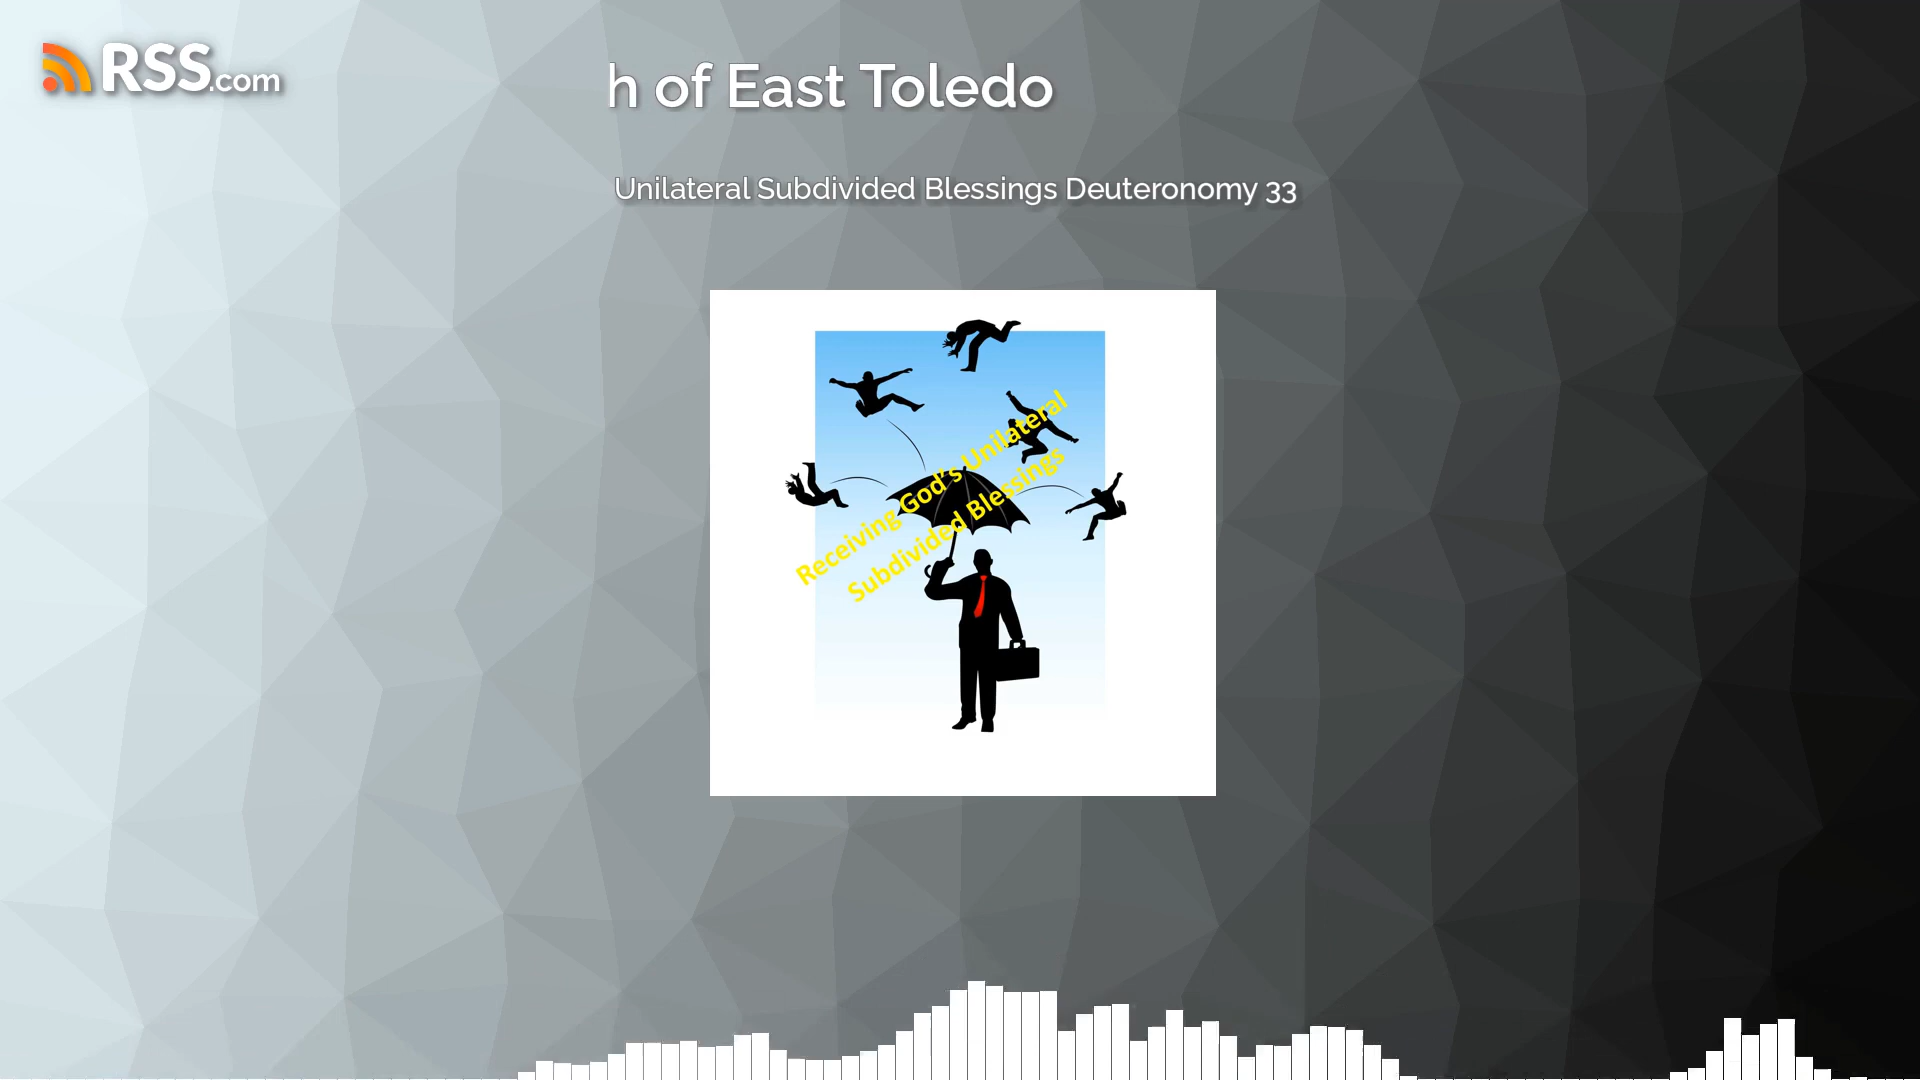 RSS.com
h of East Toledo
Unilateral Subdivided Blessings Deuteronomy 33
Receiving God's Unilateral
Subdivided Blessings